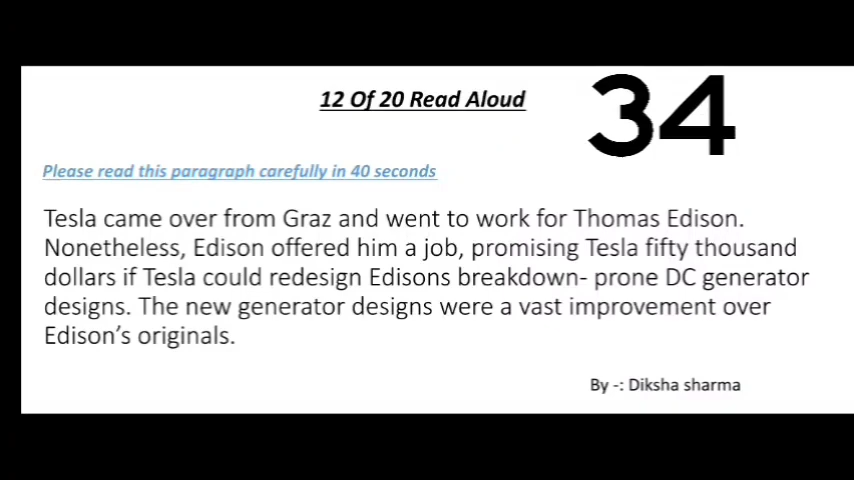 12 Of 20 Read Aloud
34
Please read this paragraph carefully in 40 seconds
Tesla came over from Graz and went to work for Thomas Edison.
Nonetheless, Edison offered him a job, promising Tesla fifty thousand
dollars if Tesla could redesign Edisons breakdown- prone DC generator
designs. The new generator designs were a vast improvement over
Edison’s originals.
By -: Diksha sharma